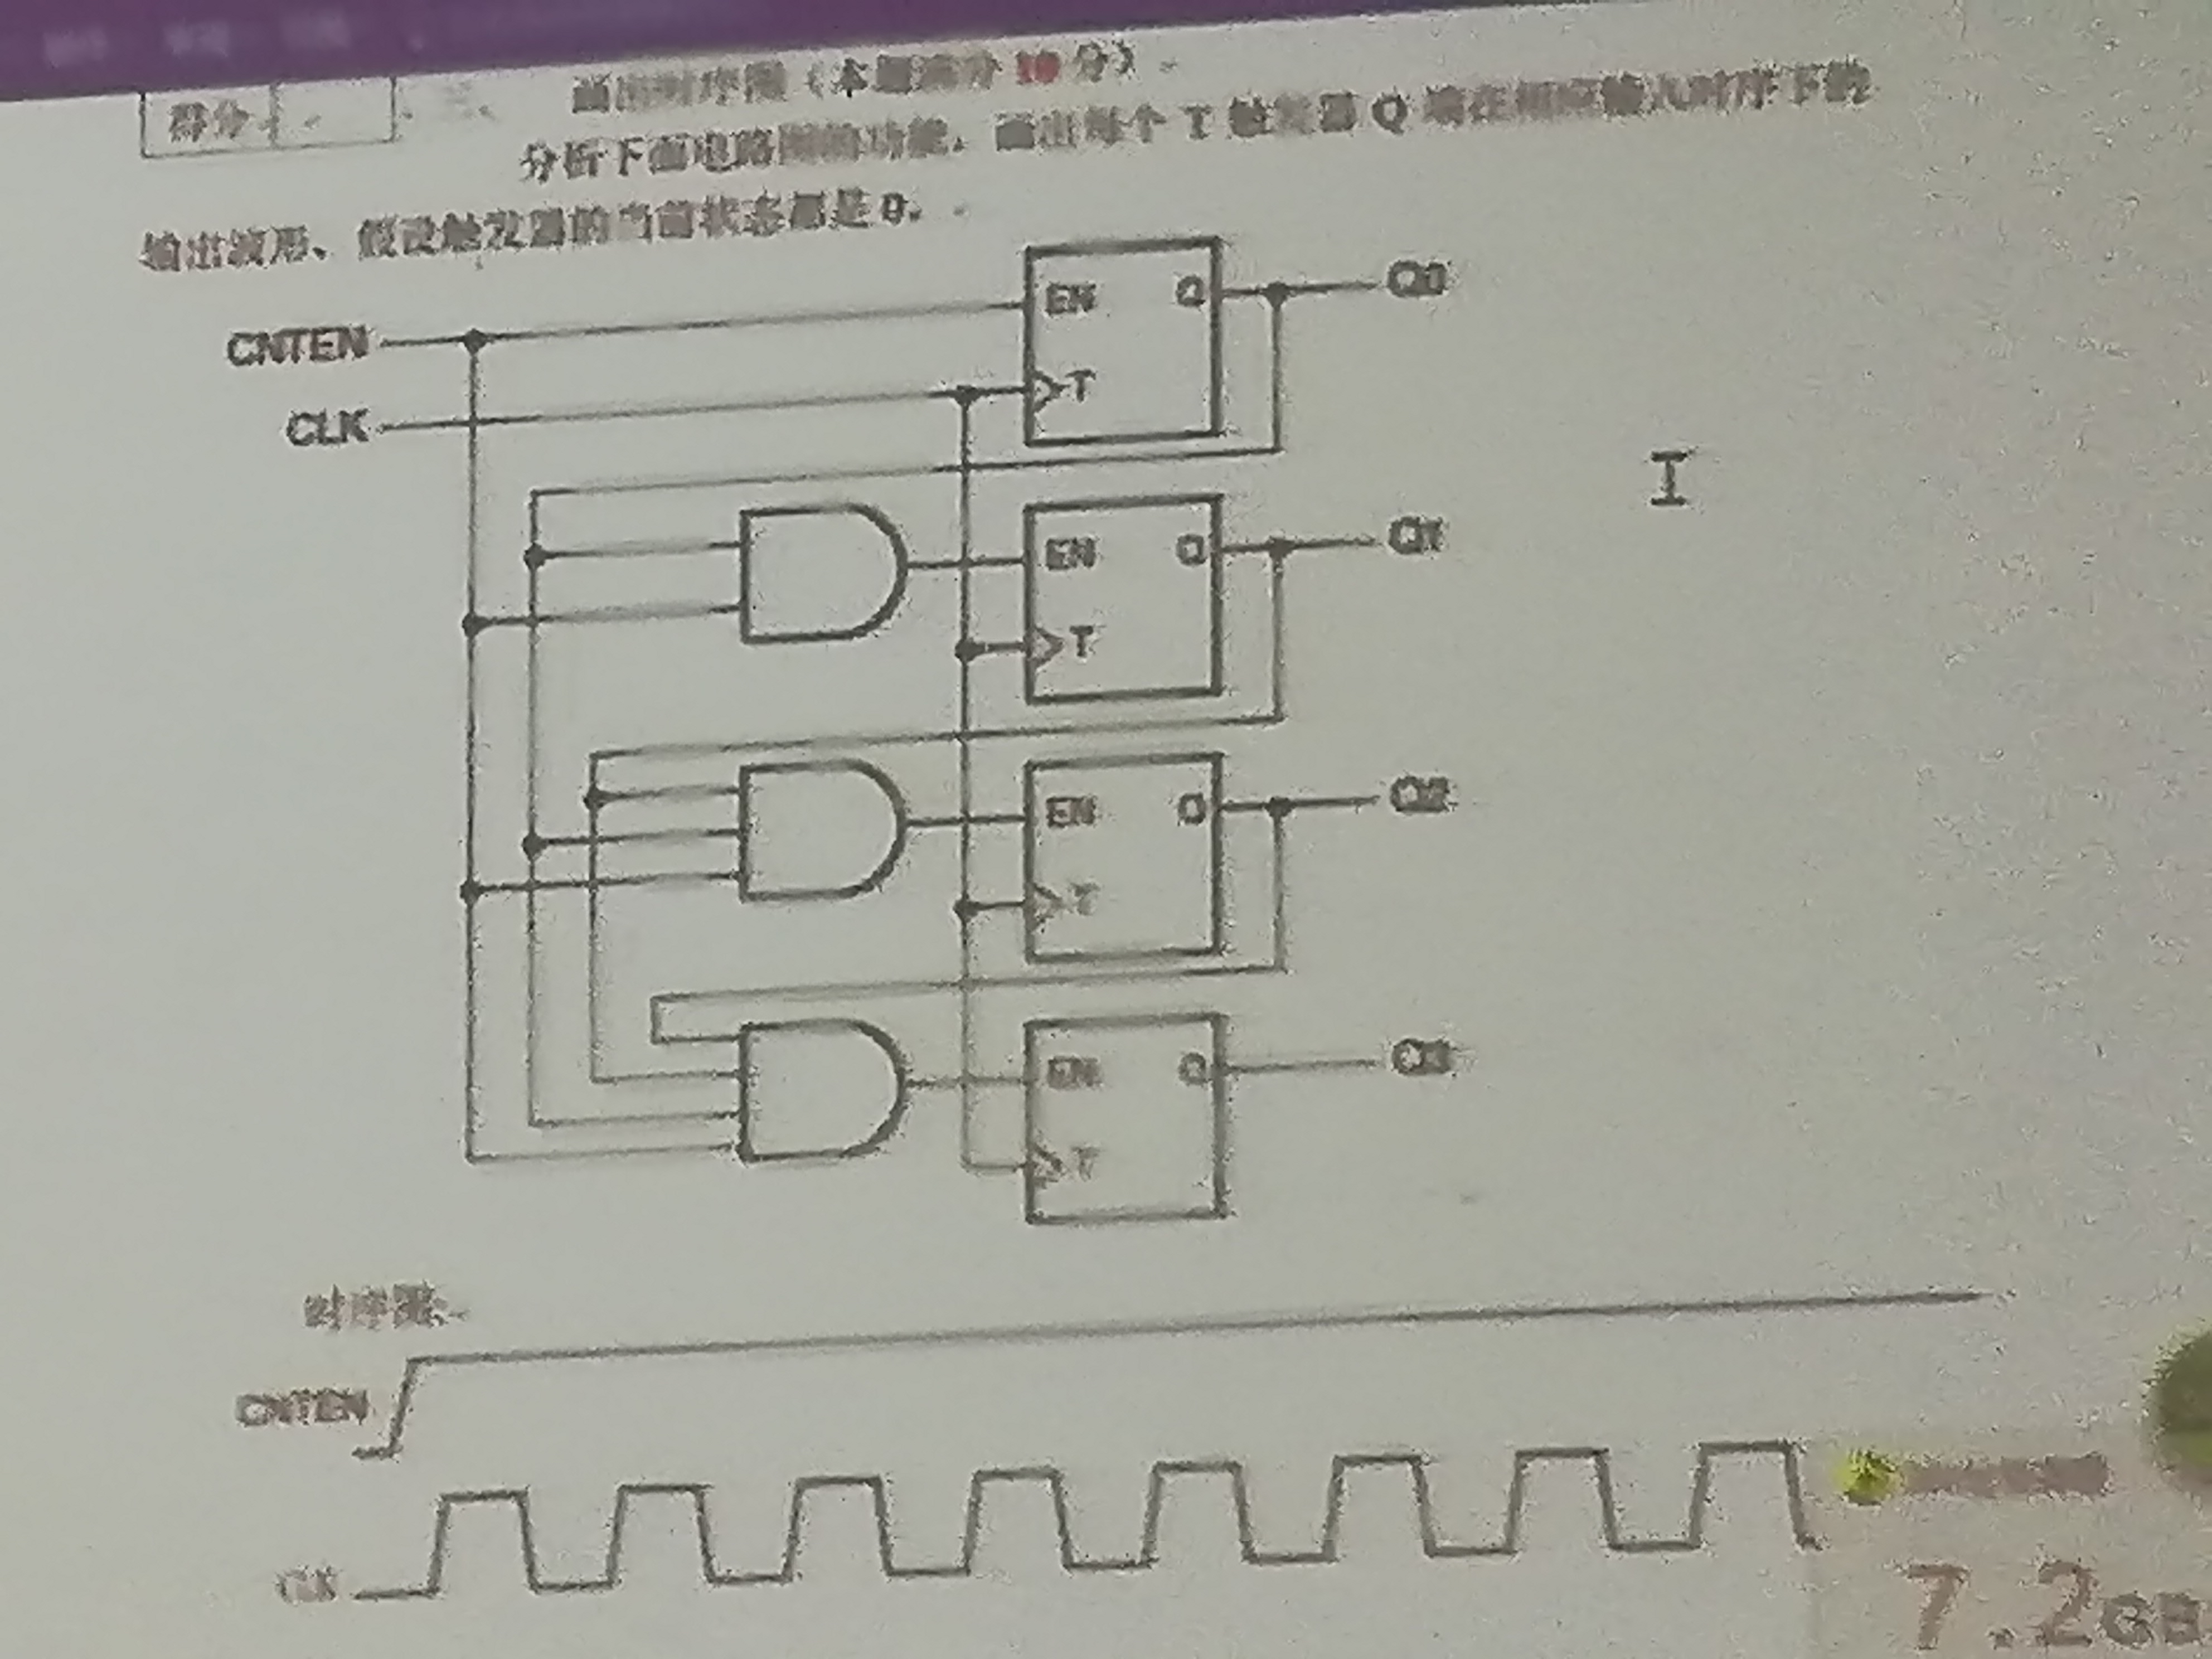 得分
三、 画出时序图（本题满分 10 分）
分析下面电路图的功能，画出每个 T 触发器 Q 端在相应输入时序下的
输出波形、假设触发器的当前状态都是 0。
EN Q Q0
CNTEN
T
CLK
EN Q Q1
T
EN Q Q2
T
EN Q Q3
T
时序图:
CNTEN
CLK
7.2GB